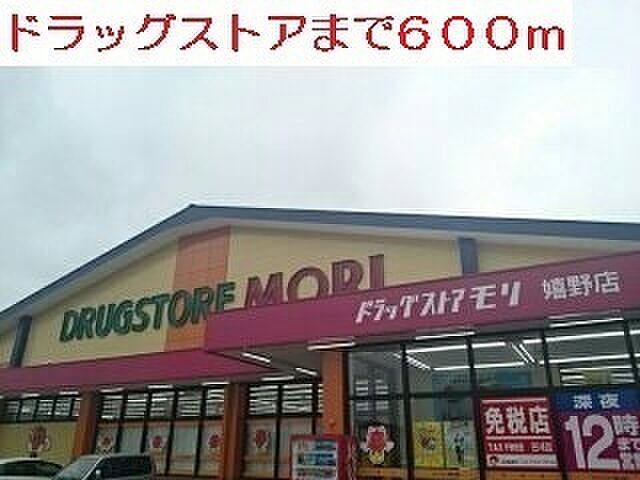 ドラッグストアまで600m
DRUGSTORE MORI
ドラッグストア モリ 嬉野店
免税店
深夜
12時